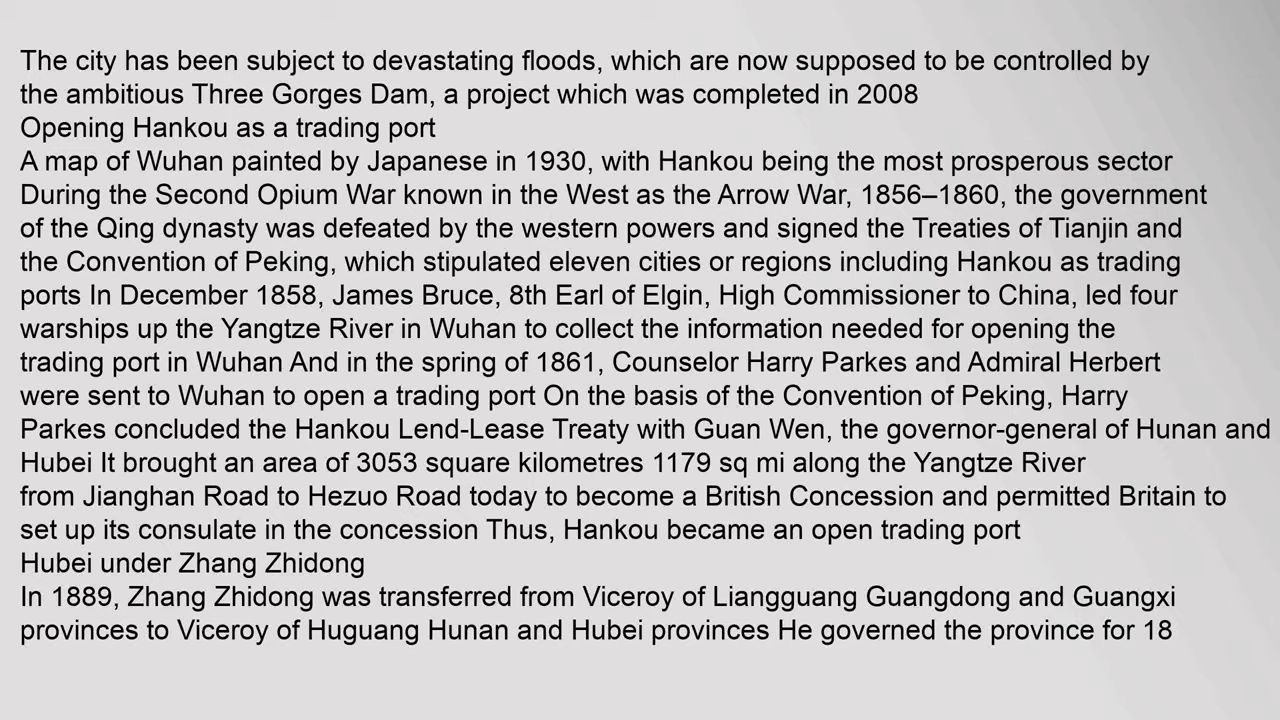 The city has been subject to devastating floods, which are now supposed to be controlled by
the ambitious Three Gorges Dam, a project which was completed in 2008
Opening Hankou as a trading port
A map of Wuhan painted by Japanese in 1930, with Hankou being the most prosperous sector
During the Second Opium War known in the West as the Arrow War, 1856–1860, the government
of the Qing dynasty was defeated by the western powers and signed the Treaties of Tianjin and
the Convention of Peking, which stipulated eleven cities or regions including Hankou as trading
ports In December 1858, James Bruce, 8th Earl of Elgin, High Commissioner to China, led four
warships up the Yangtze River in Wuhan to collect the information needed for opening the
trading port in Wuhan And in the spring of 1861, Counselor Harry Parkes and Admiral Herbert
were sent to Wuhan to open a trading port On the basis of the Convention of Peking, Harry
Parkes concluded the Hankou Lend-Lease Treaty with Guan Wen, the governor-general of Hunan and
Hubei It brought an area of 3053 square kilometres 1179 sq mi along the Yangtze River
from Jianghan Road to Hezuo Road today to become a British Concession and permitted Britain to
set up its consulate in the concession Thus, Hankou became an open trading port
Hubei under Zhang Zhidong
In 1889, Zhang Zhidong was transferred from Viceroy of Liangguang Guangdong and Guangxi
provinces to Viceroy of Huguang Hunan and Hubei provinces He governed the province for 18